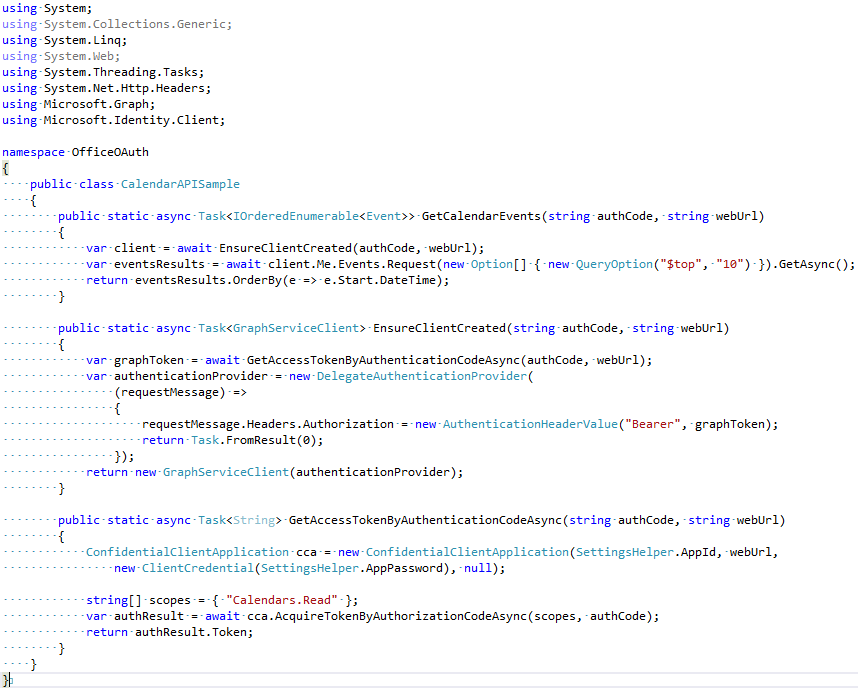 using System;
using System.Collections.Generic;
using System.Linq;
using System.Web;
using System.Threading.Tasks;
using System.Net.Http.Headers;
using Microsoft.Graph;
using Microsoft.Identity.Client;

namespace OfficeOAuth
{
    public class CalendarAPISample
    {
        public static async Task<IOrderedEnumerable<Event>> GetCalendarEvents(string authCode, string webUrl)
        {
            var client = await EnsureClientCreated(authCode, webUrl);
            var eventsResults = await client.Me.Events.Request(new Option[] { new QueryOption("$top", "10") }).GetAsync();
            return eventsResults.OrderBy(e => e.Start.DateTime);
        }

        public static async Task<GraphServiceClient> EnsureClientCreated(string authCode, string webUrl)
        {
            var graphToken = await GetAccessTokenByAuthenticationCodeAsync(authCode, webUrl);
            var authenticationProvider = new DelegateAuthenticationProvider(
                (requestMessage) =>
                {
                    requestMessage.Headers.Authorization = new AuthenticationHeaderValue("Bearer", graphToken);
                    return Task.FromResult(0);
                });
            return new GraphServiceClient(authenticationProvider);
        }

        public static async Task<String> GetAccessTokenByAuthenticationCodeAsync(string authCode, string webUrl)
        {
            ConfidentialClientApplication cca = new ConfidentialClientApplication(SettingsHelper.AppId, webUrl,
                new ClientCredential(SettingsHelper.AppPassword), null);

            string[] scopes = { "Calendars.Read" };
            var authResult = await cca.AcquireTokenByAuthorizationCodeAsync(scopes, authCode);
            return authResult.Token;
        }
    }
}